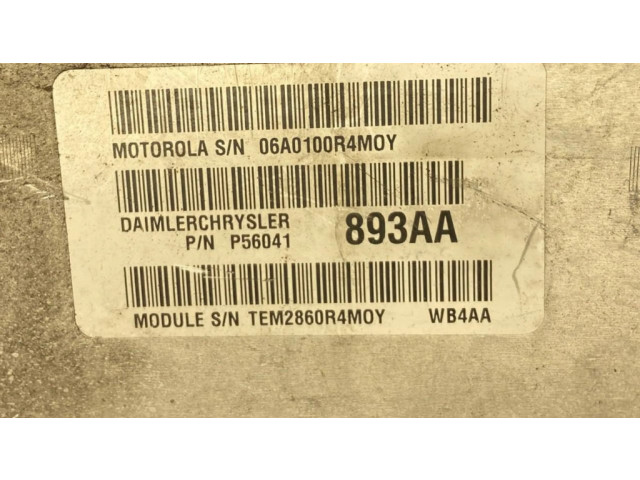 MOTOROLA S/N 06A0100R4MOY
DAIMLERCHRYSLER
P/N P56041 893AA
MODULE S/N TEM2860R4MOY WB4AA